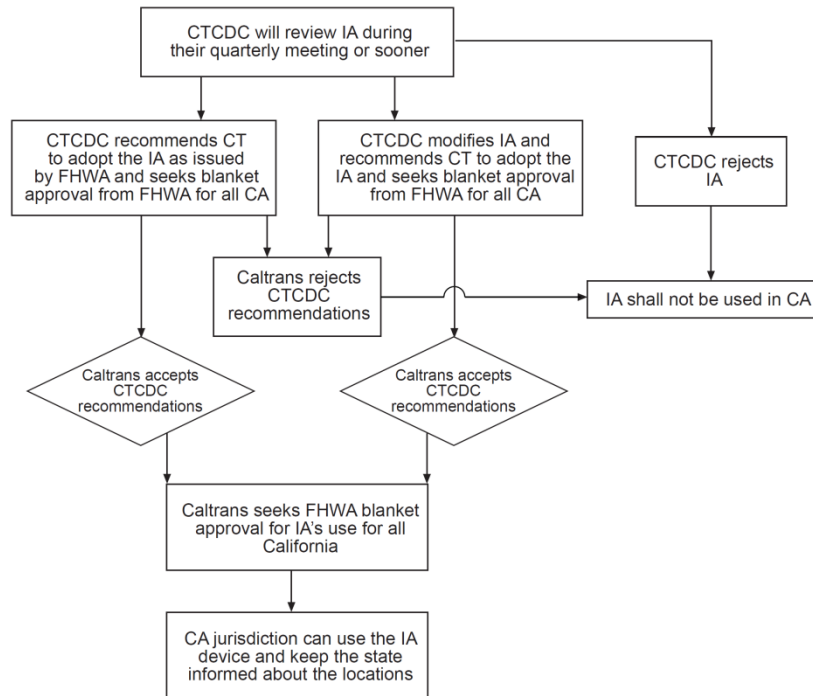 CTCDC will review IA during
their quarterly meeting or sooner
CTCDC recommends CT
to adopt the IA as issued
by FHWA and seeks blanket
approval from FHWA for all CA
CTCDC modifies IA and
recommends CT to adopt the
IA and seeks blanket approval
from FHWA for all CA
CTCDC rejects
IA
Caltrans rejects
CTCDC
recommendations
IA shall not be used in CA
Caltrans accepts
CTCDC
recommendations
Caltrans accepts
CTCDC
recommendations
Caltrans seeks FHWA blanket
approval for IA's use for all
California
CA jurisdiction can use the IA
device and keep the state
informed about the locations